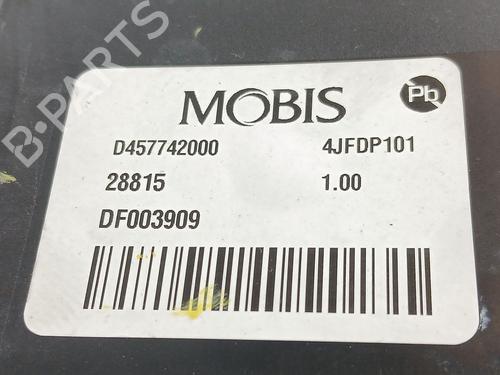 B-PARTS
MOBIS
Pb
D457742000 4JFDP101
28815 1.00
DF003909